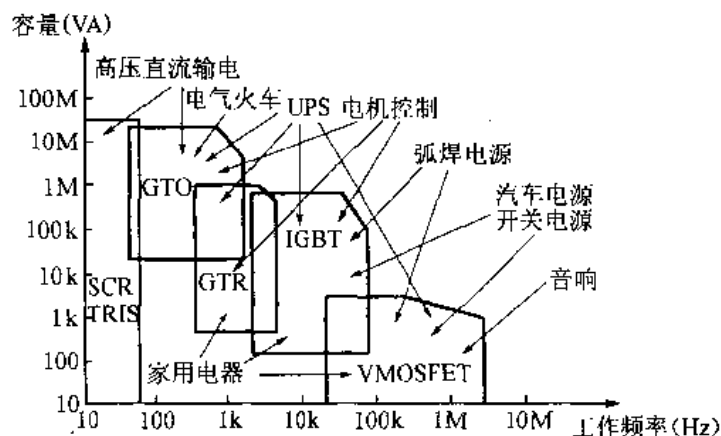 容量(VA)
高压直流输电
电气火车
UPS
电机控制
弧焊电源
汽车电源
开关电源
音响
100M
10M
1M
100k
10k
1k
100
10
GTO
IGBT
GTR
SCR
TRIS
家用电器
VMOSFET
10
100
1k
10k
100k
1M
10M
工作频率(Hz)